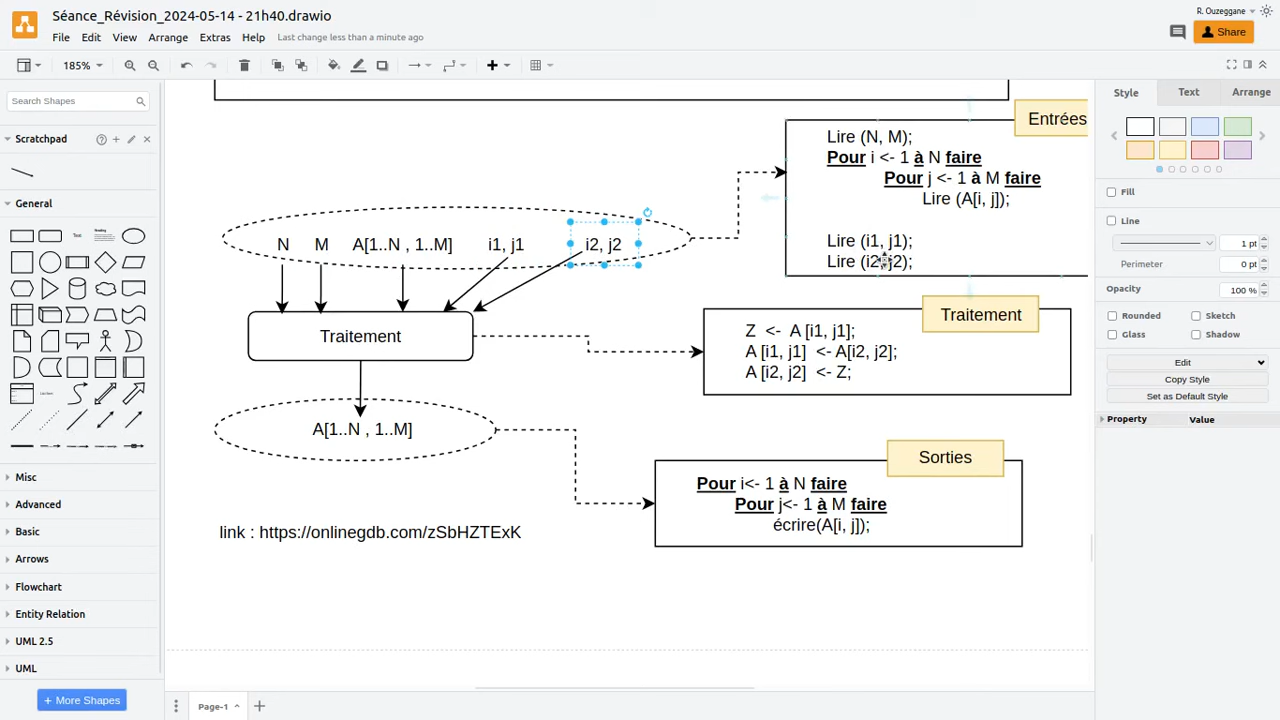 Séance_Révision_2024-05-14 - 21h40.drawio
R. Ouzeggane
File Edit View Arrange Extras Help Last change less than a minute ago
Share
185%
Search Shapes
Scratchpad
General
Text
Heading
List Item
Misc
Advanced
Basic
Arrows
Flowchart
Entity Relation
UML 2.5
UML
+ More Shapes
Entrées
Lire (N, M);
Pour i <- 1 à N faire
Pour j <- 1 à M faire
Lire (A[i, j]);
Lire (i1, j1);
Lire (i2, j2);
N M A[1..N , 1..M] i1, j1 i2, j2
Traitement
Traitement
Z <- A [i1, j1];
A [i1, j1] <- A[i2, j2];
A [i2, j2] <- Z;
A[1..N , 1..M]
Sorties
Pour i<- 1 à N faire
Pour j<- 1 à M faire
écrire(A[i, j]);
link : https://onlinegdb.com/zSbHZTExK
Page-1
Style Text Arrange
Fill
Line
1 pt
Perimeter 0 pt
Opacity 100 %
Rounded Sketch
Glass Shadow
Edit
Copy Style
Set as Default Style
Property Value